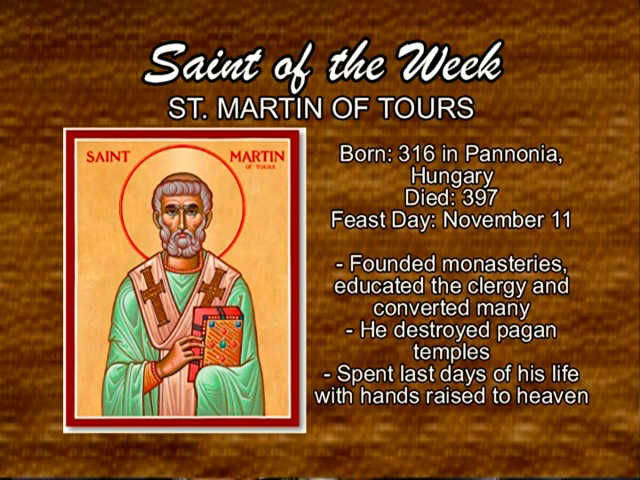 Saint of the Week
ST. MARTIN OF TOURS
SAINT MARTIN
OF TOURS
Born: 316 in Pannonia,
Hungary
Died: 397
Feast Day: November 11
- Founded monasteries,
educated the clergy and
converted many
- He destroyed pagan
temples
- Spent last days of his life
with hands raised to heaven